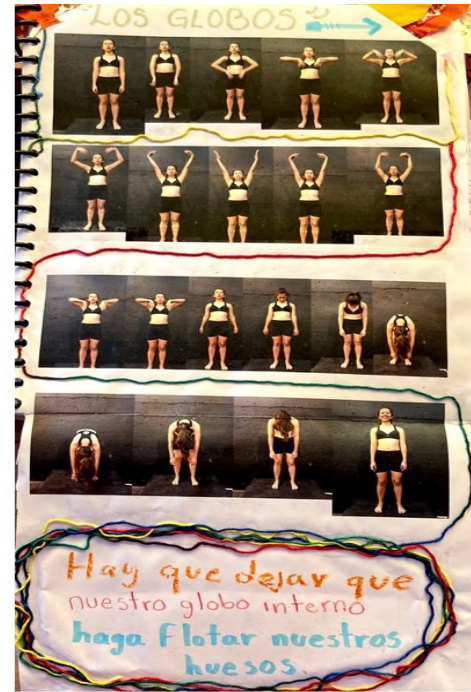 LOS GLOBOS
Hay que dejar que
nuestro globo interno
haga flotar nuestros
huesos.